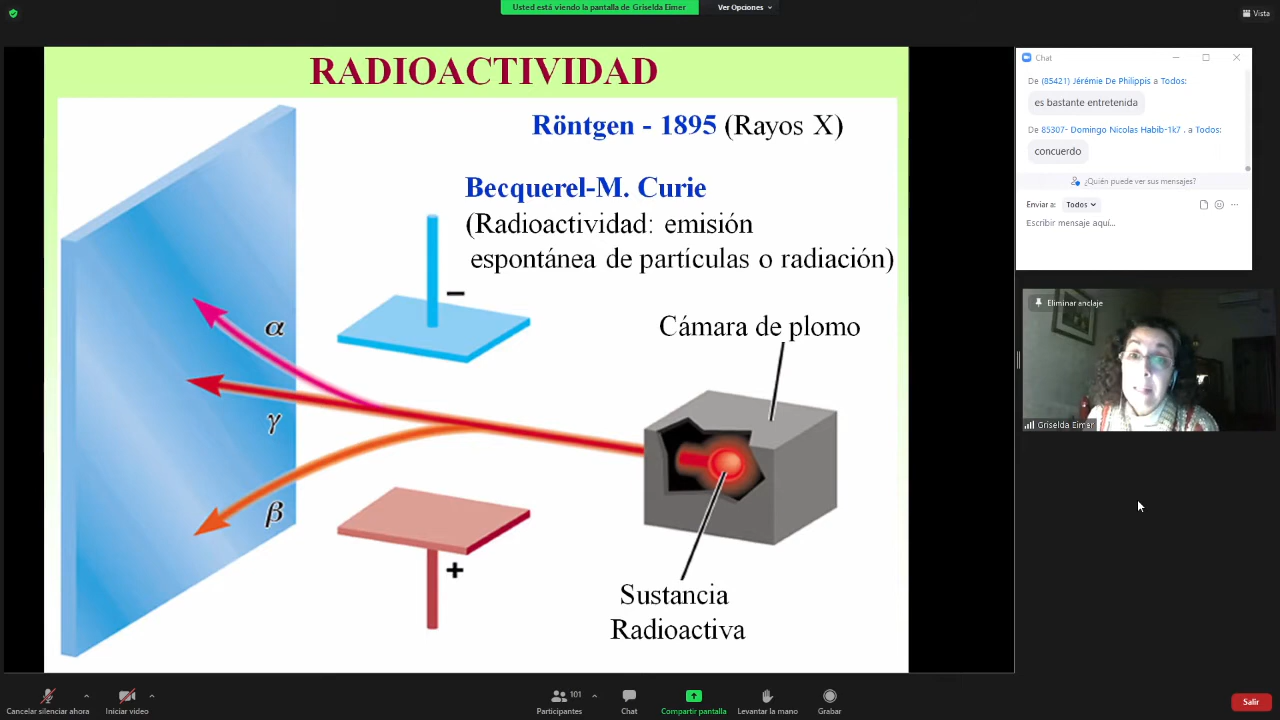 Usted está viendo la pantalla de Griselda Eimer
Ver Opciones
Vista
RADIOACTIVIDAD
Röntgen - 1895 (Rayos X)
Becquerel-M. Curie
(Radioactividad: emisión
espontánea de partículas o radiación)
−
Cámara de plomo
α
γ
β
+
Sustancia
Radioactiva
Chat
De (85421) Jérémie De Philippis a Todos:
es bastante entretenida
De 85307- Domingo Nicolas Habib-1k7 . a Todos:
concuerdo
¿Quién puede ver sus mensajes?
Enviar a: Todos
Escribir mensaje aquí...
Eliminar anclaje
Griselda Eimer
Cancelar silenciar ahora
Iniciar video
101
Participantes
Chat
Compartir pantalla
Levantar la mano
Grabar
Salir